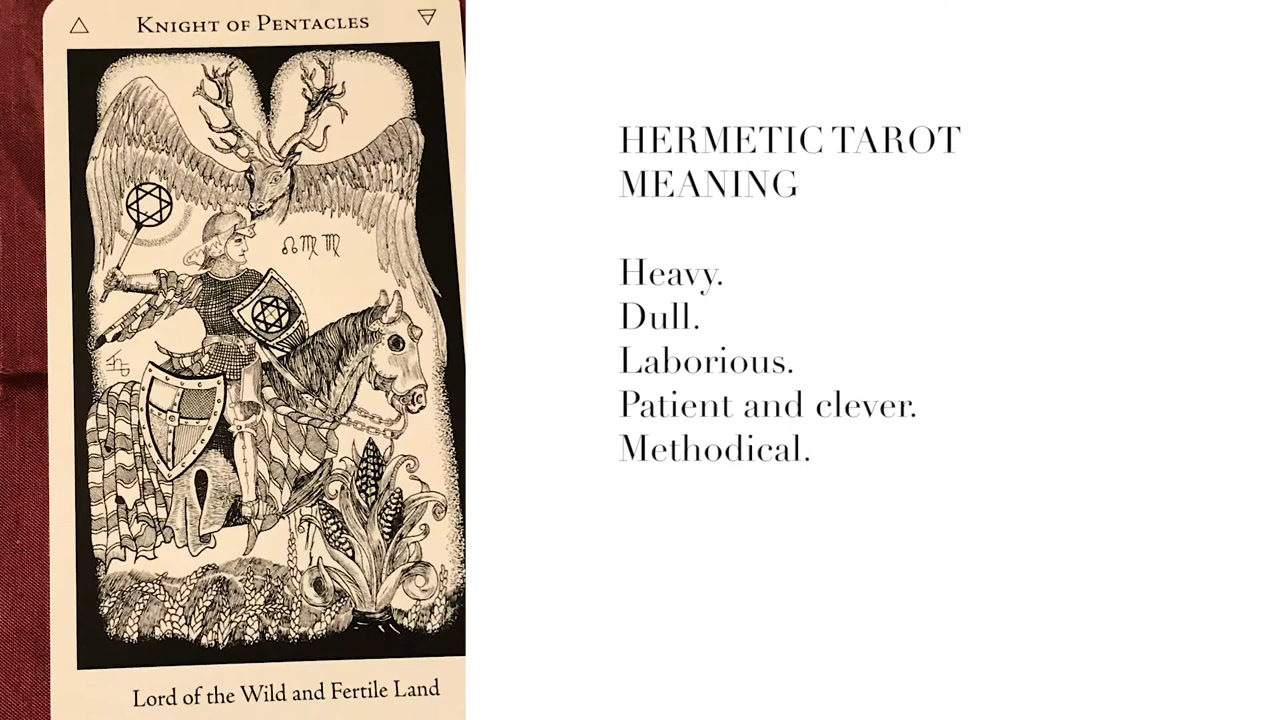 Knight of Pentacles
Lord of the Wild and Fertile Land
HERMETIC TAROT
MEANING
Heavy.
Dull.
Laborious.
Patient and clever.
Methodical.